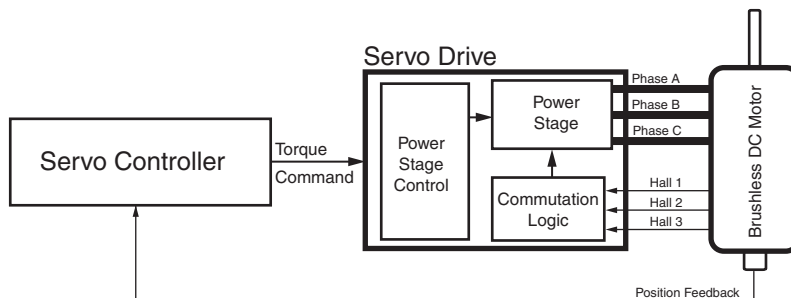 Servo Drive
Servo Controller
Torque
Command
Power
Stage
Control
Power
Stage
Commutation
Logic
Phase A
Phase B
Phase C
Hall 1
Hall 2
Hall 3
Brushless DC Motor
Position Feedback